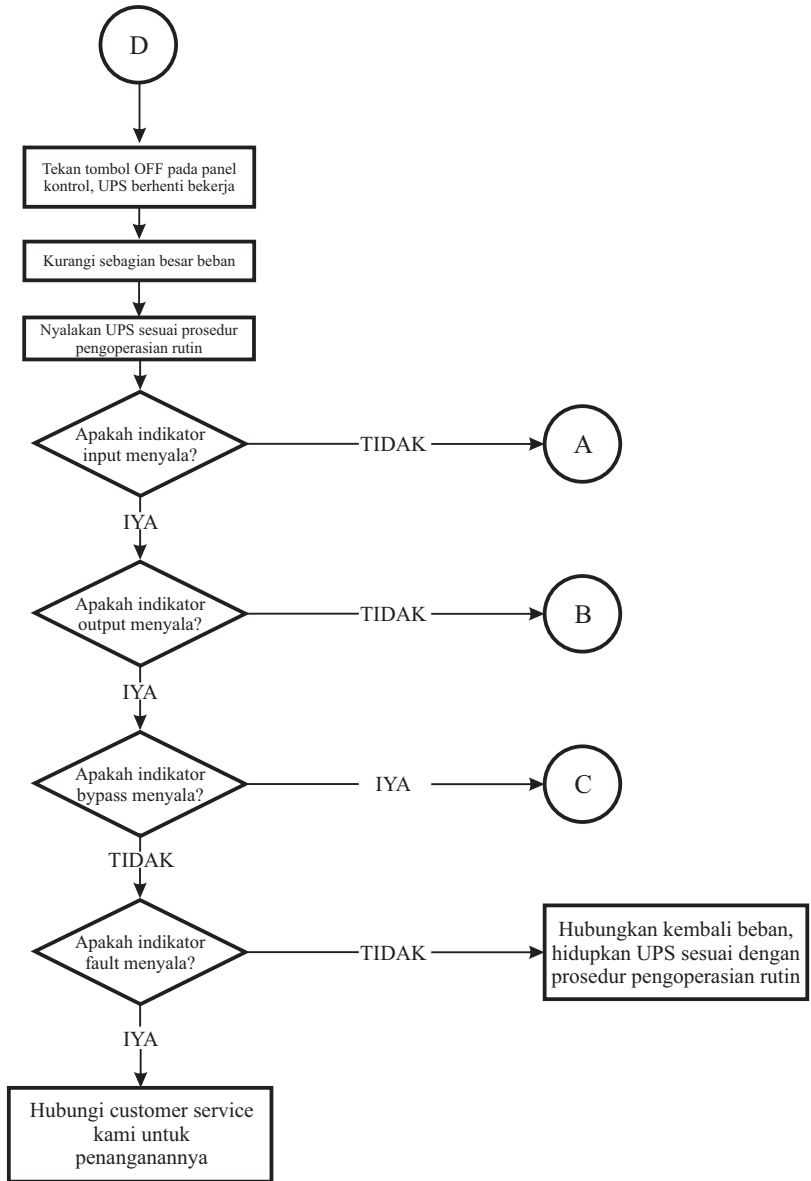 D
Tekan tombol OFF pada panel
kontrol, UPS berhenti bekerja
Kurangi sebagian besar beban
Nyalakan UPS sesuai prosedur
pengoperasian rutin
Apakah indikator
input menyala?
TIDAK
A
IYA
Apakah indikator
output menyala?
TIDAK
B
IYA
Apakah indikator
bypass menyala?
IYA
C
TIDAK
Apakah indikator
fault menyala?
TIDAK
Hubungkan kembali beban,
hidupkan UPS sesuai dengan
prosedur pengoperasian rutin
IYA
Hubungi customer service
kami untuk
penanganannya